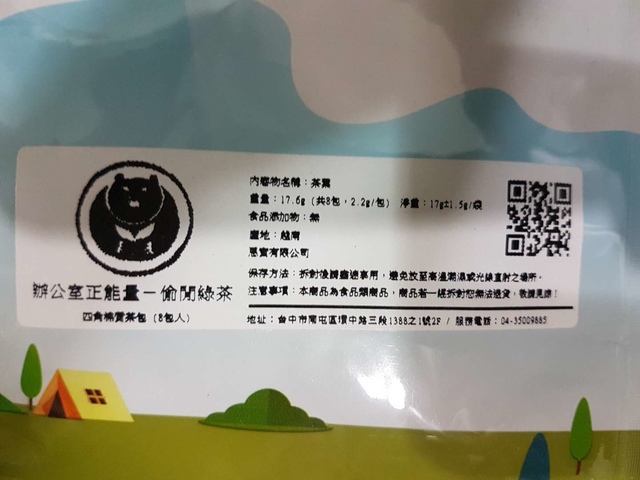 辦公室正能量－偷閒綠茶
四角棉質茶包 (8包入)
內容物名稱：茶葉
重量：17.6g (共8包，2.2g/包) 淨重：17g±1.5g/袋
食品添加物：無
產地：越南
恩寶有限公司
保存方法：拆封後請盡速享用，避免放至高溫潮濕或光線直射之場所。
注意事項：本商品為食品類商品，商品若一經拆封恕無法退貨，敬請見諒！
地址：台中市南屯區環中路三段1388之1號2F / 服務電話：04-35009885